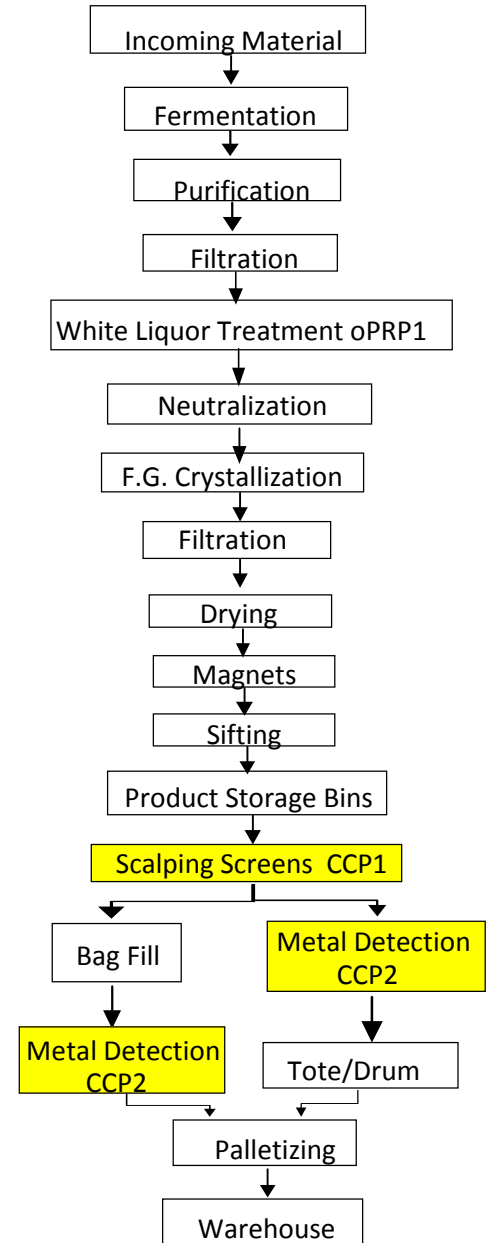 Incoming Material
Fermentation
Purification
Filtration
White Liquor Treatment oPRP1
Neutralization
F.G. Crystallization
Filtration
Drying
Magnets
Sifting
Product Storage Bins
Scalping Screens CCP1
Bag Fill
Metal Detection
CCP2
Metal Detection
CCP2
Tote/Drum
Palletizing
Warehouse